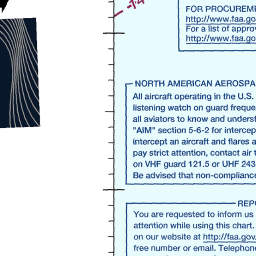 FOR PROCUREM
http://www.faa.go
For a list of approv
http://www.faa.go
NORTH AMERICAN AEROSPA
All aircraft operating in the U.S.
listening watch on guard freque
all aviators to know and underst
"AIM" section 5-6-2 for intercep
intercept an aircraft and flares a
pay strict attention, contact air t
on VHF guard 121.5 or UHF 243
Be advised that non-compliance
REPO
You are requested to inform us
attention while using this chart.
on our website at http://faa.gov
free number or email. Telephon